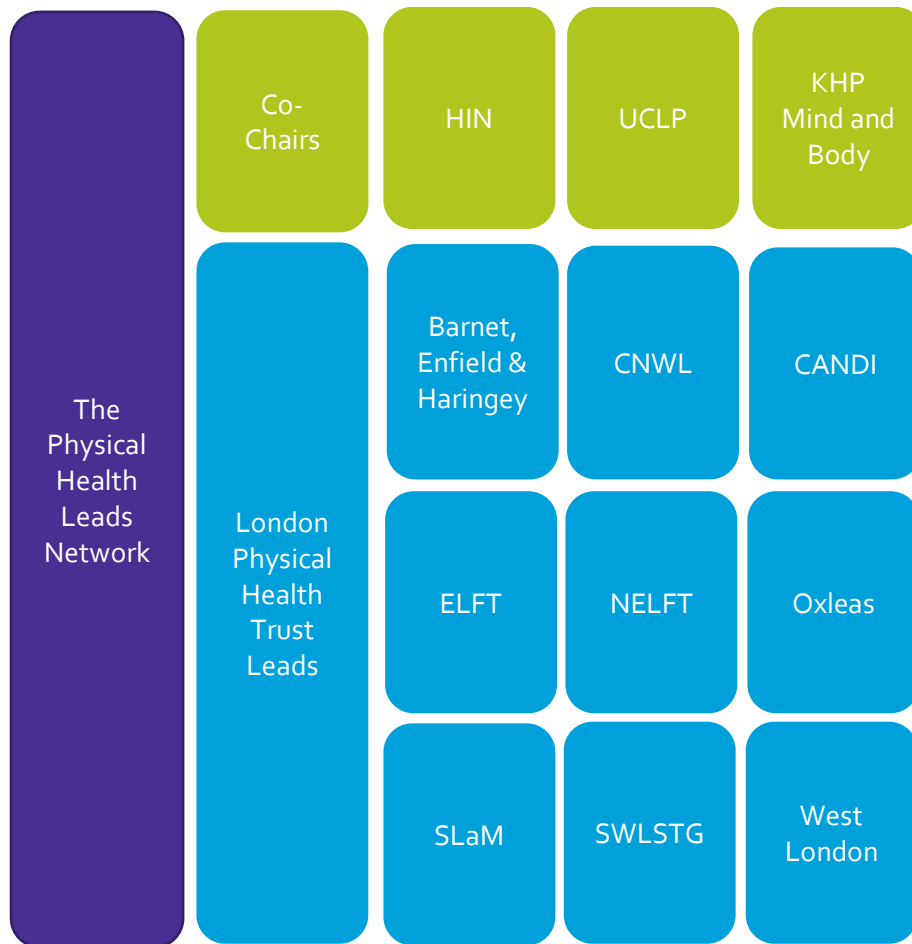 The
Physical
Health
Leads
Network
Co-
Chairs
HIN
UCLP
KHP
Mind and
Body
London
Physical
Health
Trust
Leads
Barnet,
Enfield &
Haringey
CNWL
CANDI
ELFT
NELFT
Oxleas
SLaM
SWLSTG
West
London